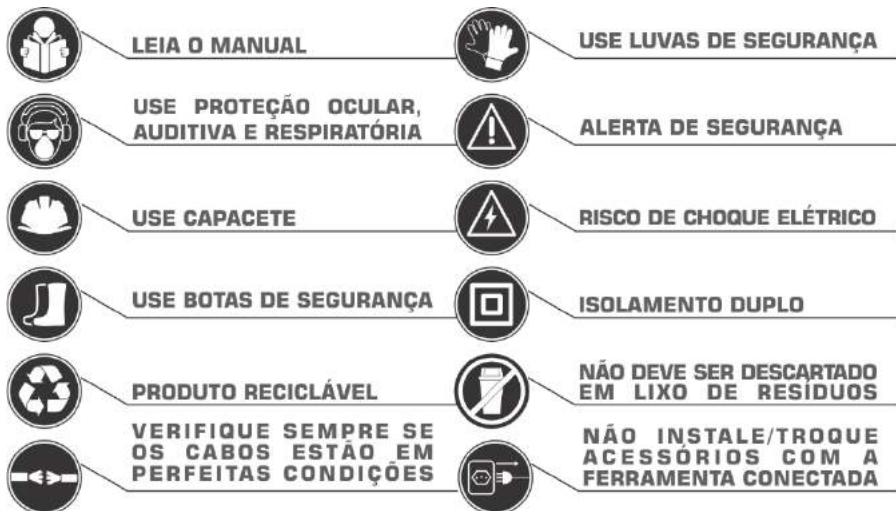 LEIA O MANUAL
USE PROTEÇÃO OCULAR,
AUDITIVA E RESPIRATÓRIA
USE CAPACETE
USE BOTAS DE SEGURANÇA
PRODUTO RECICLÁVEL
VERIFIQUE SEMPRE SE
OS CABOS ESTÃO EM
PERFEITAS CONDIÇÕES
USE LUVAS DE SEGURANÇA
ALERTA DE SEGURANÇA
RISCO DE CHOQUE ELÉTRICO
ISOLAMENTO DUPLO
NÃO DEVE SER DESCARTADO
EM LIXO DE RESÍDUOS
NÃO INSTALE/TROQUE
ACESSÓRIOS COM A
FERRAMENTA CONECTADA